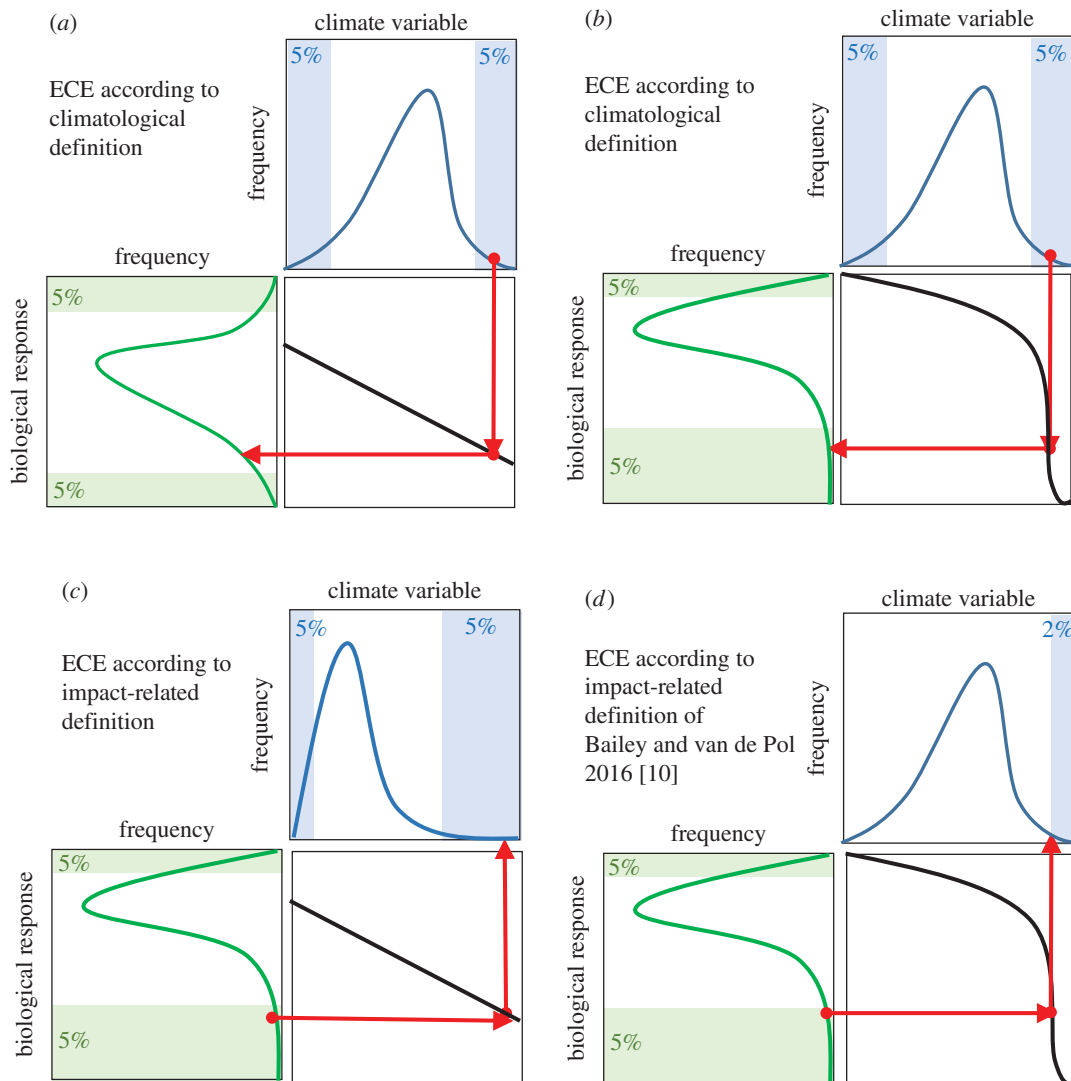 (a)
climate variable
5%
5%
ECE according to
climatological
definition
frequency
frequency
5%
biological response
5%
(b)
climate variable
5%
5%
ECE according to
climatological
definition
frequency
frequency
5%
biological response
5%
(c)
climate variable
5%
5%
ECE according to
impact-related
definition
frequency
frequency
5%
biological response
5%
(d)
climate variable
2%
ECE according to
impact-related
definition of
Bailey and van de Pol
2016 [10]
frequency
frequency
5%
biological response
5%